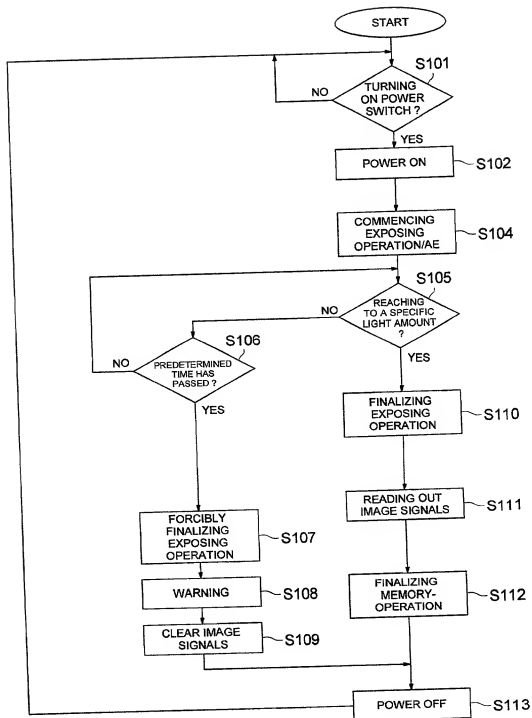 START
S101
TURNING
ON POWER
SWITCH ?
NO
YES
POWER ON
S102
COMMENCING
EXPOSING
OPERATION/AE
S104
S105
REACHING
TO A SPECIFIC
LIGHT AMOUNT
?
NO
YES
S106
PREDETERMINED
TIME HAS
PASSED ?
NO
YES
FINALIZING
EXPOSING
OPERATION
S110
READING OUT
IMAGE SIGNALS
S111
FORCIBLY
FINALIZING
EXPOSING
OPERATION
S107
WARNING
S108
FINALIZING
MEMORY-
OPERATION
S112
CLEAR IMAGE
SIGNALS
S109
POWER OFF
S113